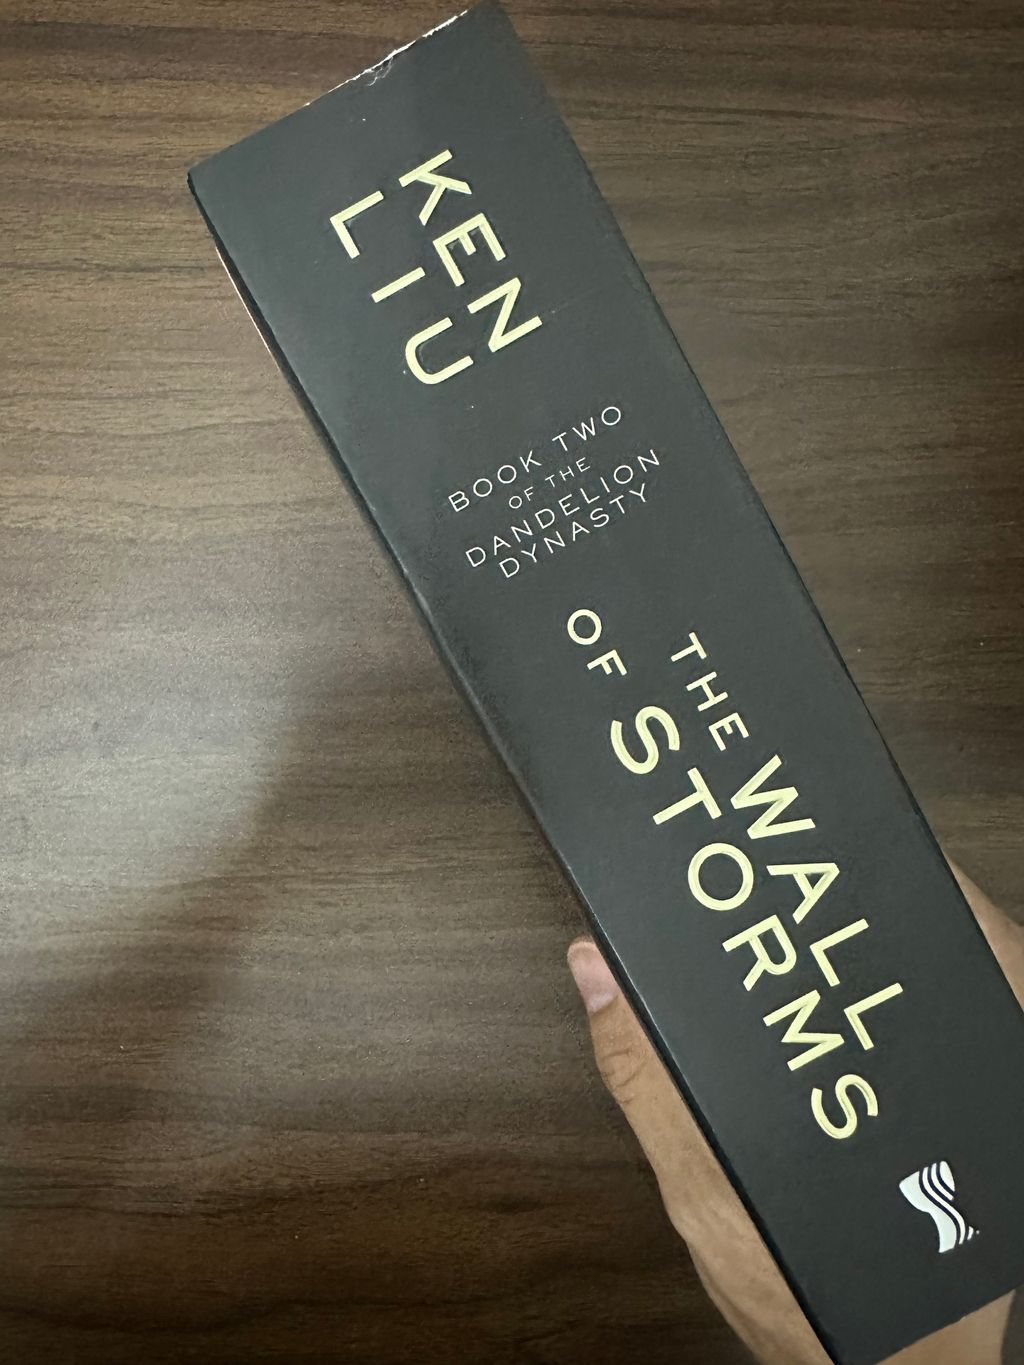 KEN
LIU
BOOK TWO
OF THE
DANDELION
DYNASTY
THE WALL
OF STORMS